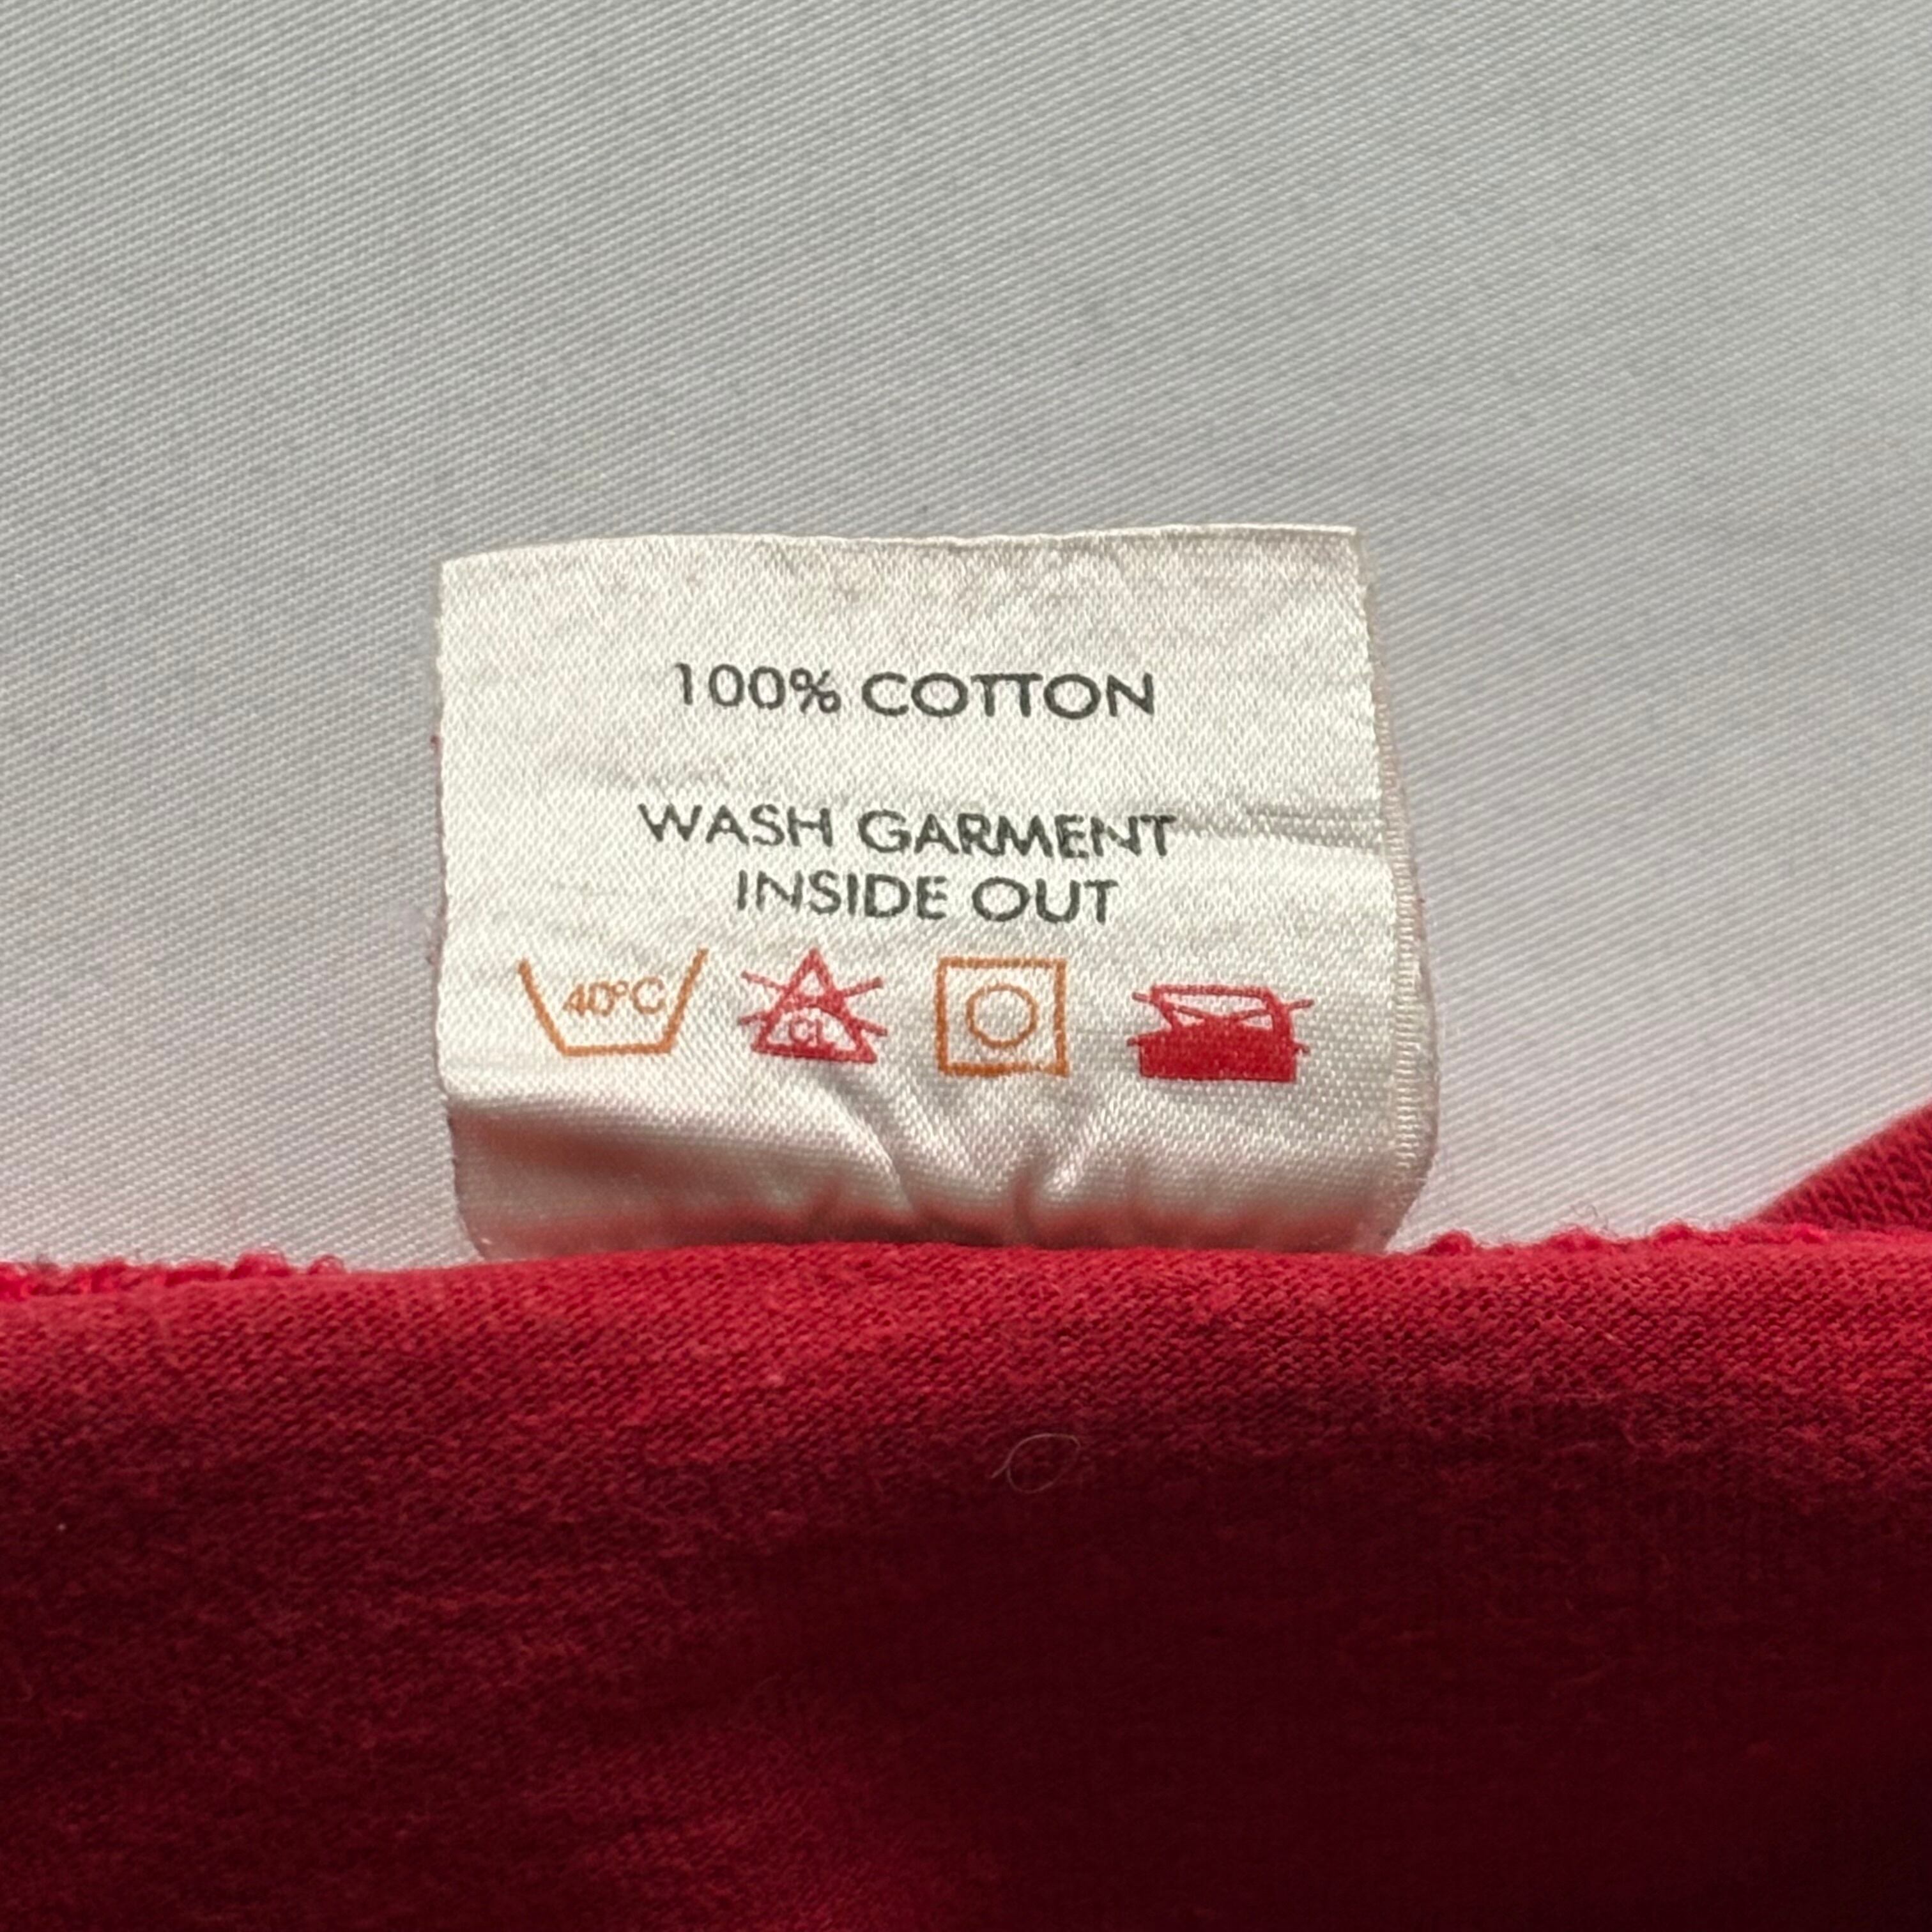 100% COTTON
WASH GARMENT
INSIDE OUT
40°C CL